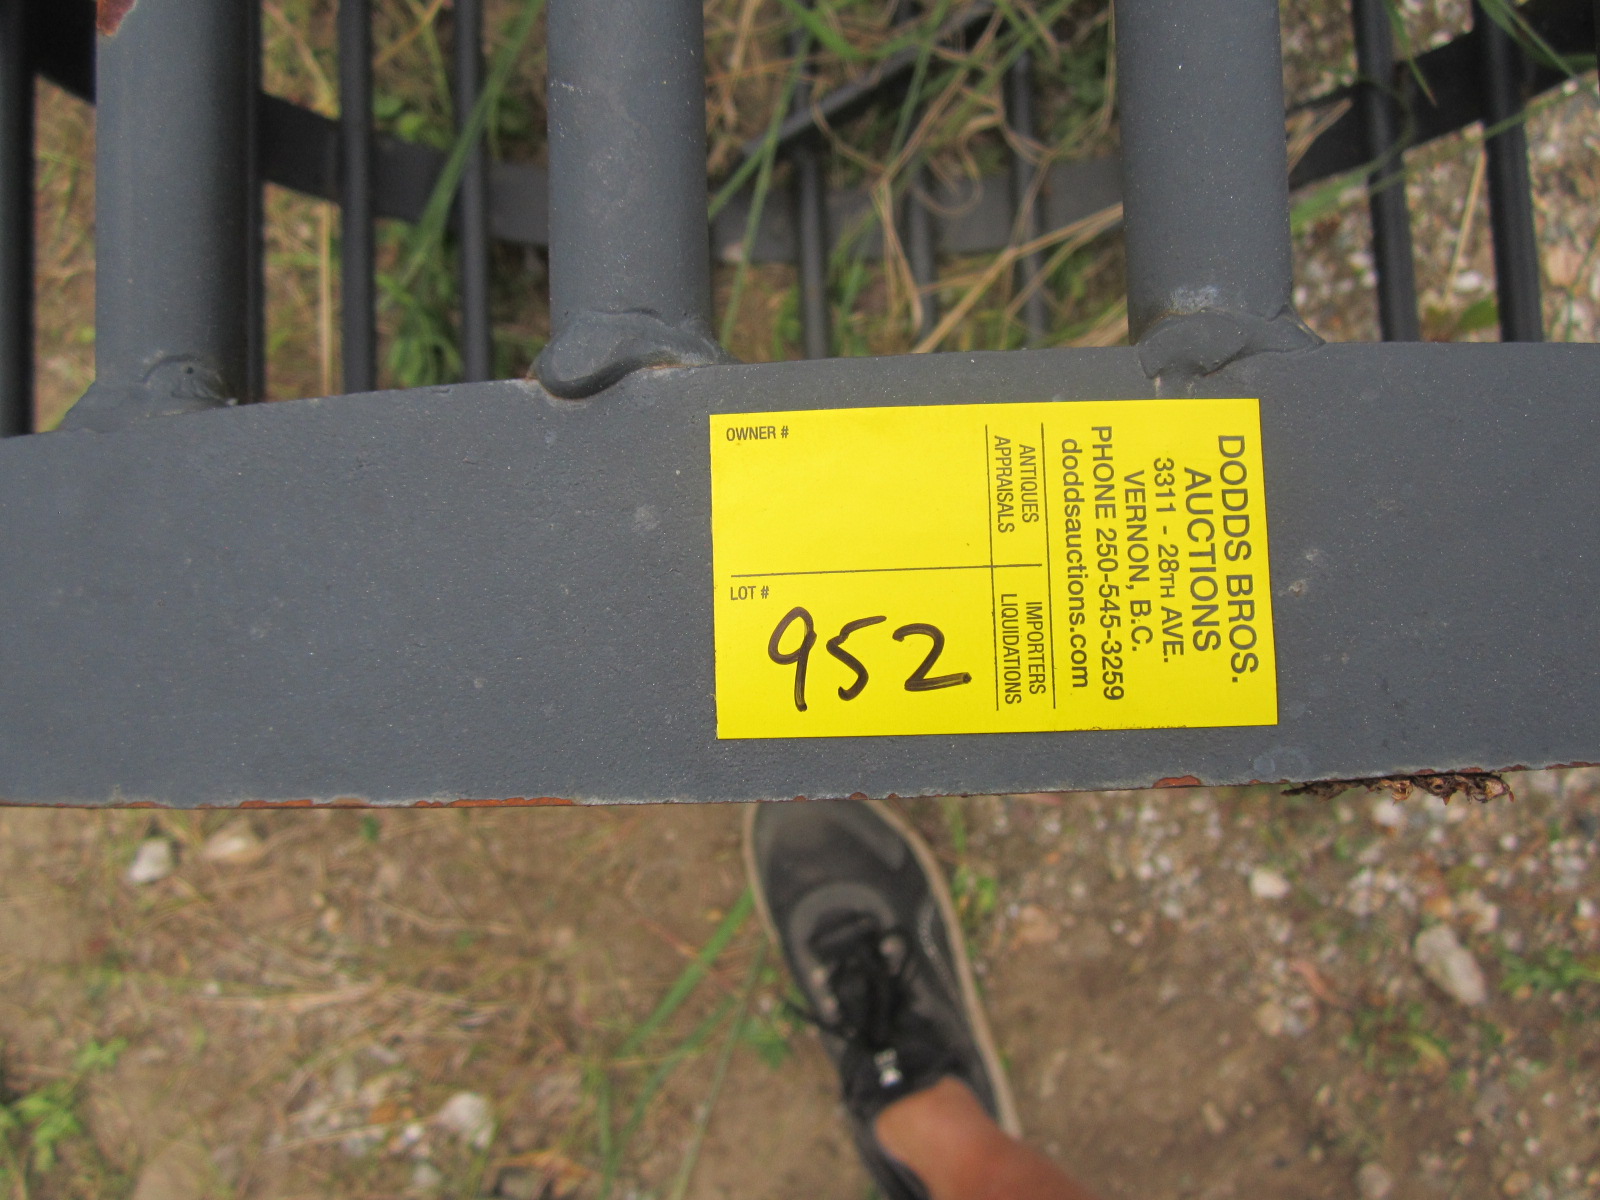 DODDS BROS.
AUCTIONS
3311 - 28TH AVE.
VERNON, B.C.
PHONE 250-545-3259
doddsauctions.com
ANTIQUES
APPRAISALS
IMPORTERS
LIQUIDATIONS
OWNER #
LOT #
952